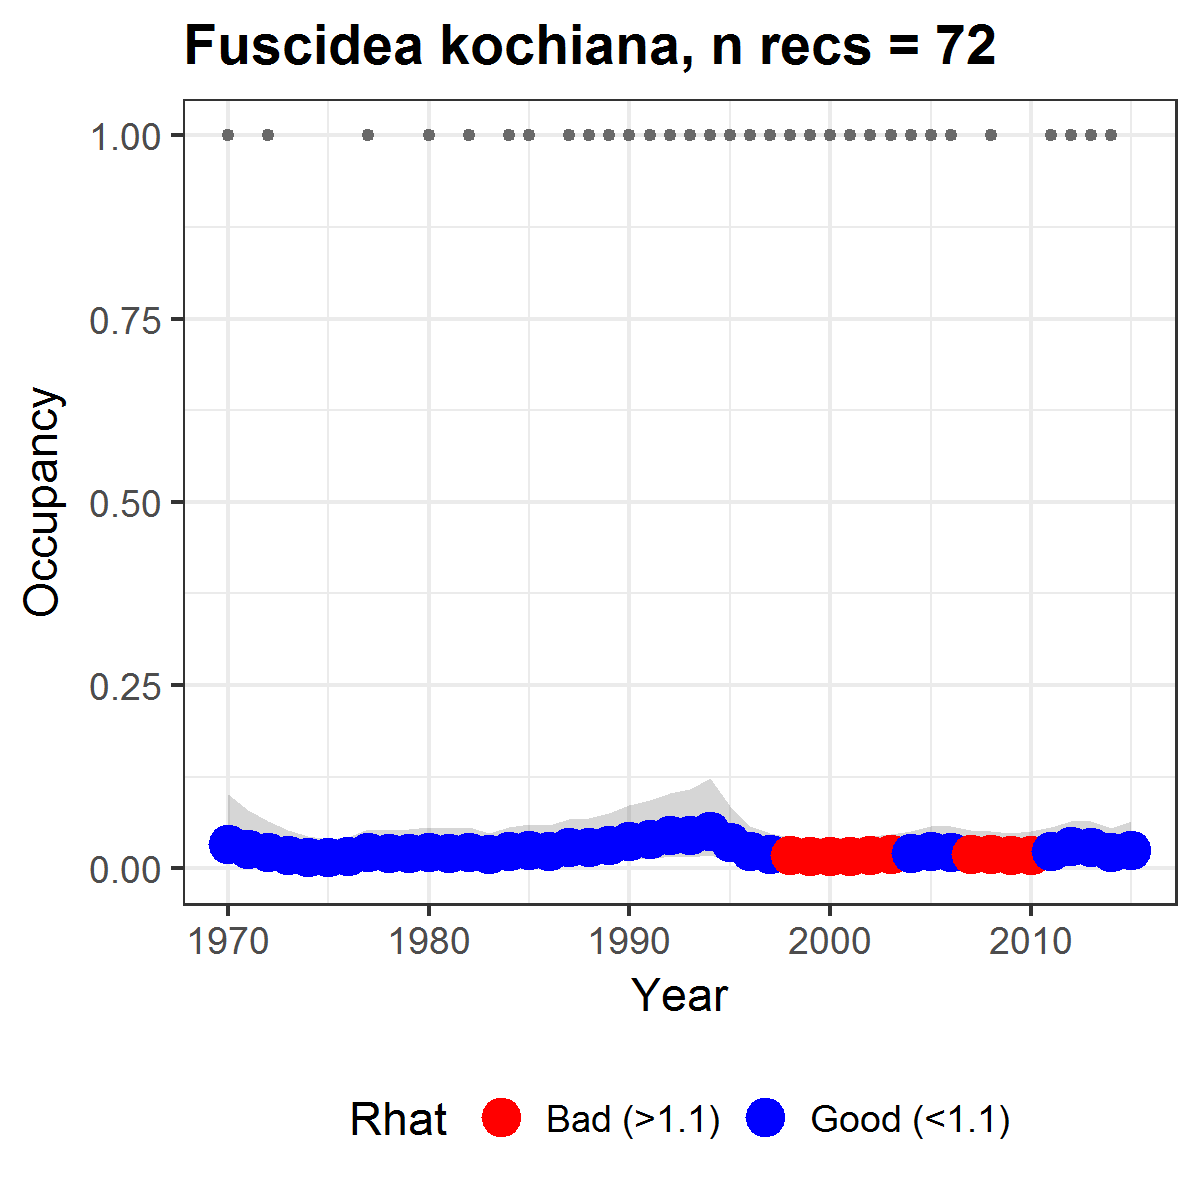 Fuscidea kochiana, n recs = 72
1.00
0.75
0.50
0.25
0.00
Occupancy
1970 1980 1990 2000 2010
Year
Rhat Bad (>1.1) Good (<1.1)